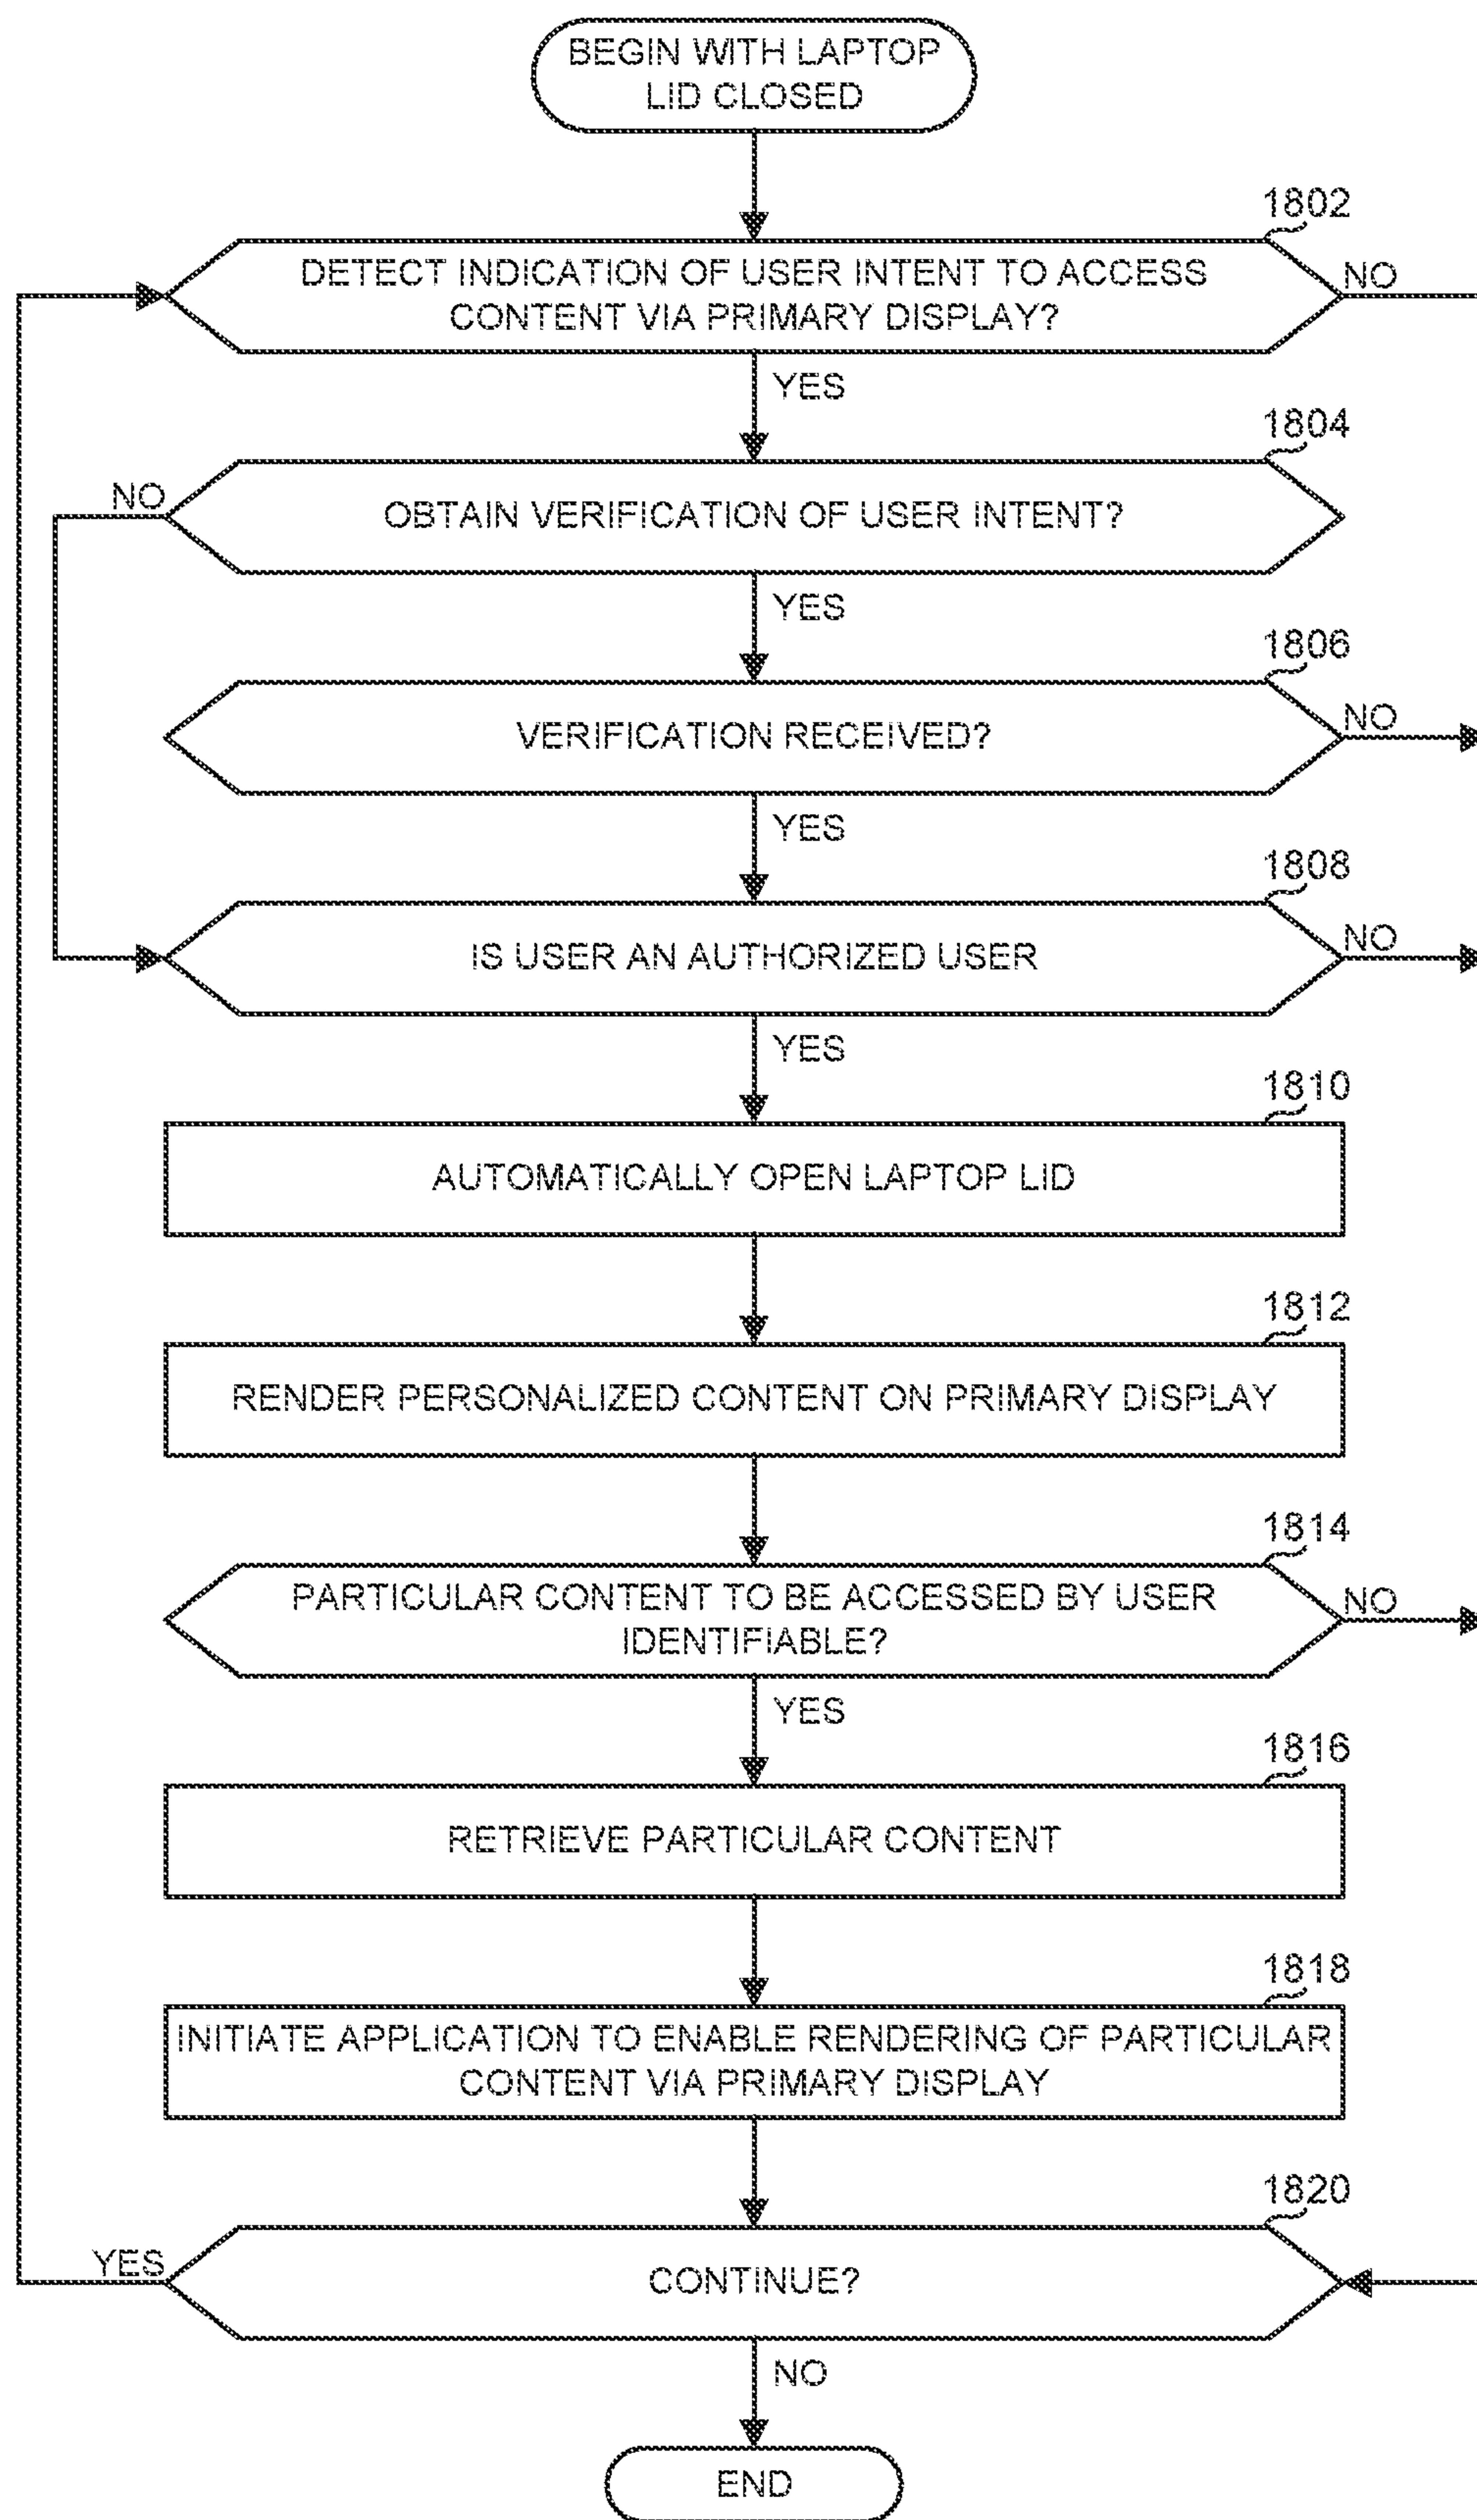 BEGIN WITH LAPTOP
LID CLOSED
1802
DETECT INDICATION OF USER INTENT TO ACCESS
CONTENT VIA PRIMARY DISPLAY?
NO
YES
1804
NO
OBTAIN VERIFICATION OF USER INTENT?
YES
1806
VERIFICATION RECEIVED?
NO
YES
1808
IS USER AN AUTHORIZED USER
NO
YES
1810
AUTOMATICALLY OPEN LAPTOP LID
1812
RENDER PERSONALIZED CONTENT ON PRIMARY DISPLAY
1814
PARTICULAR CONTENT TO BE ACCESSED BY USER
IDENTIFIABLE?
NO
YES
1816
RETRIEVE PARTICULAR CONTENT
1818
INITIATE APPLICATION TO ENABLE RENDERING OF PARTICULAR
CONTENT VIA PRIMARY DISPLAY
1820
YES
CONTINUE?
NO
END